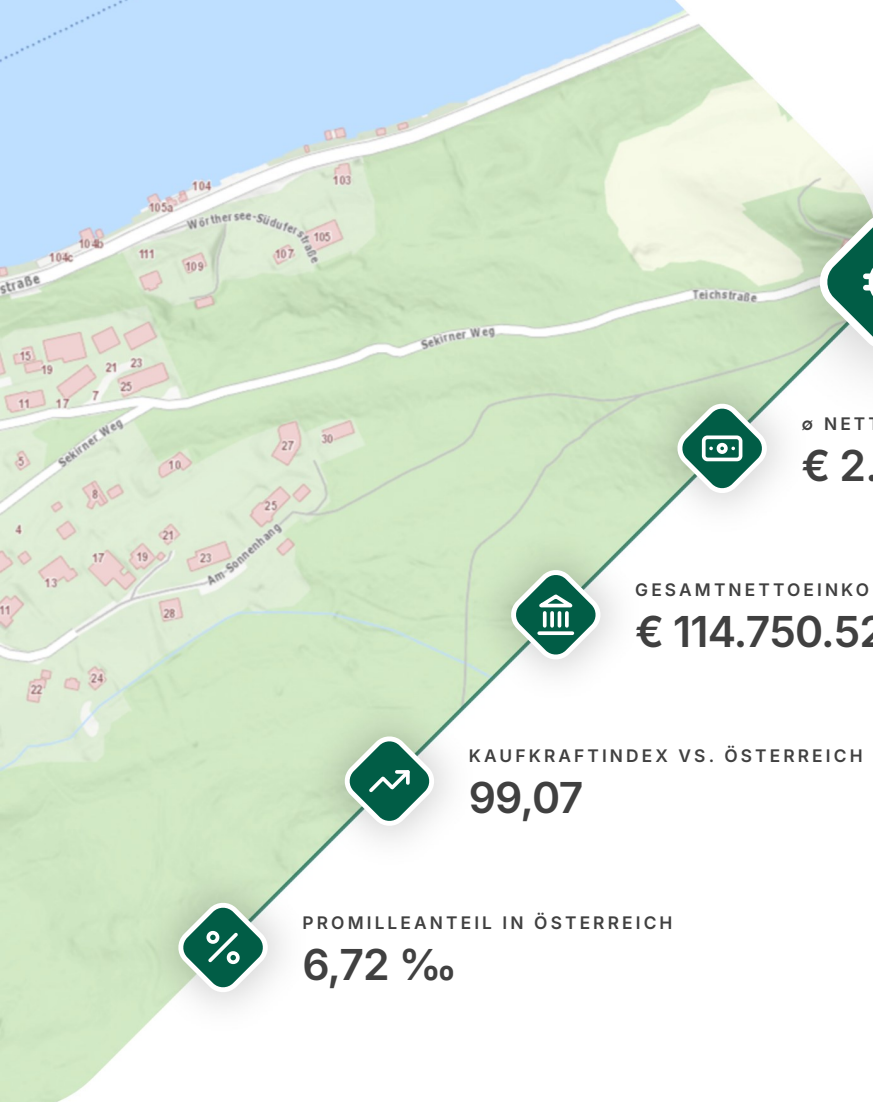 104
103
105a
Wörthersee-Süduferstraße
105
104b
104c
111
109
107
straße
Teichstraße
Sekirner Weg
15
19
21
23
25
7
11
17
Sekirner Weg
27
30
5
10
8
25
4
21
17
19
23
13
Am-Sonnenhang
11
28
22
24
ø NETT
€ 2.
GESAMTNETTOEINKO
€ 114.750.52
KAUFKRAFTINDEX VS. ÖSTERREICH
99,07
PROMILLEANTEIL IN ÖSTERREICH
6,72 ‰